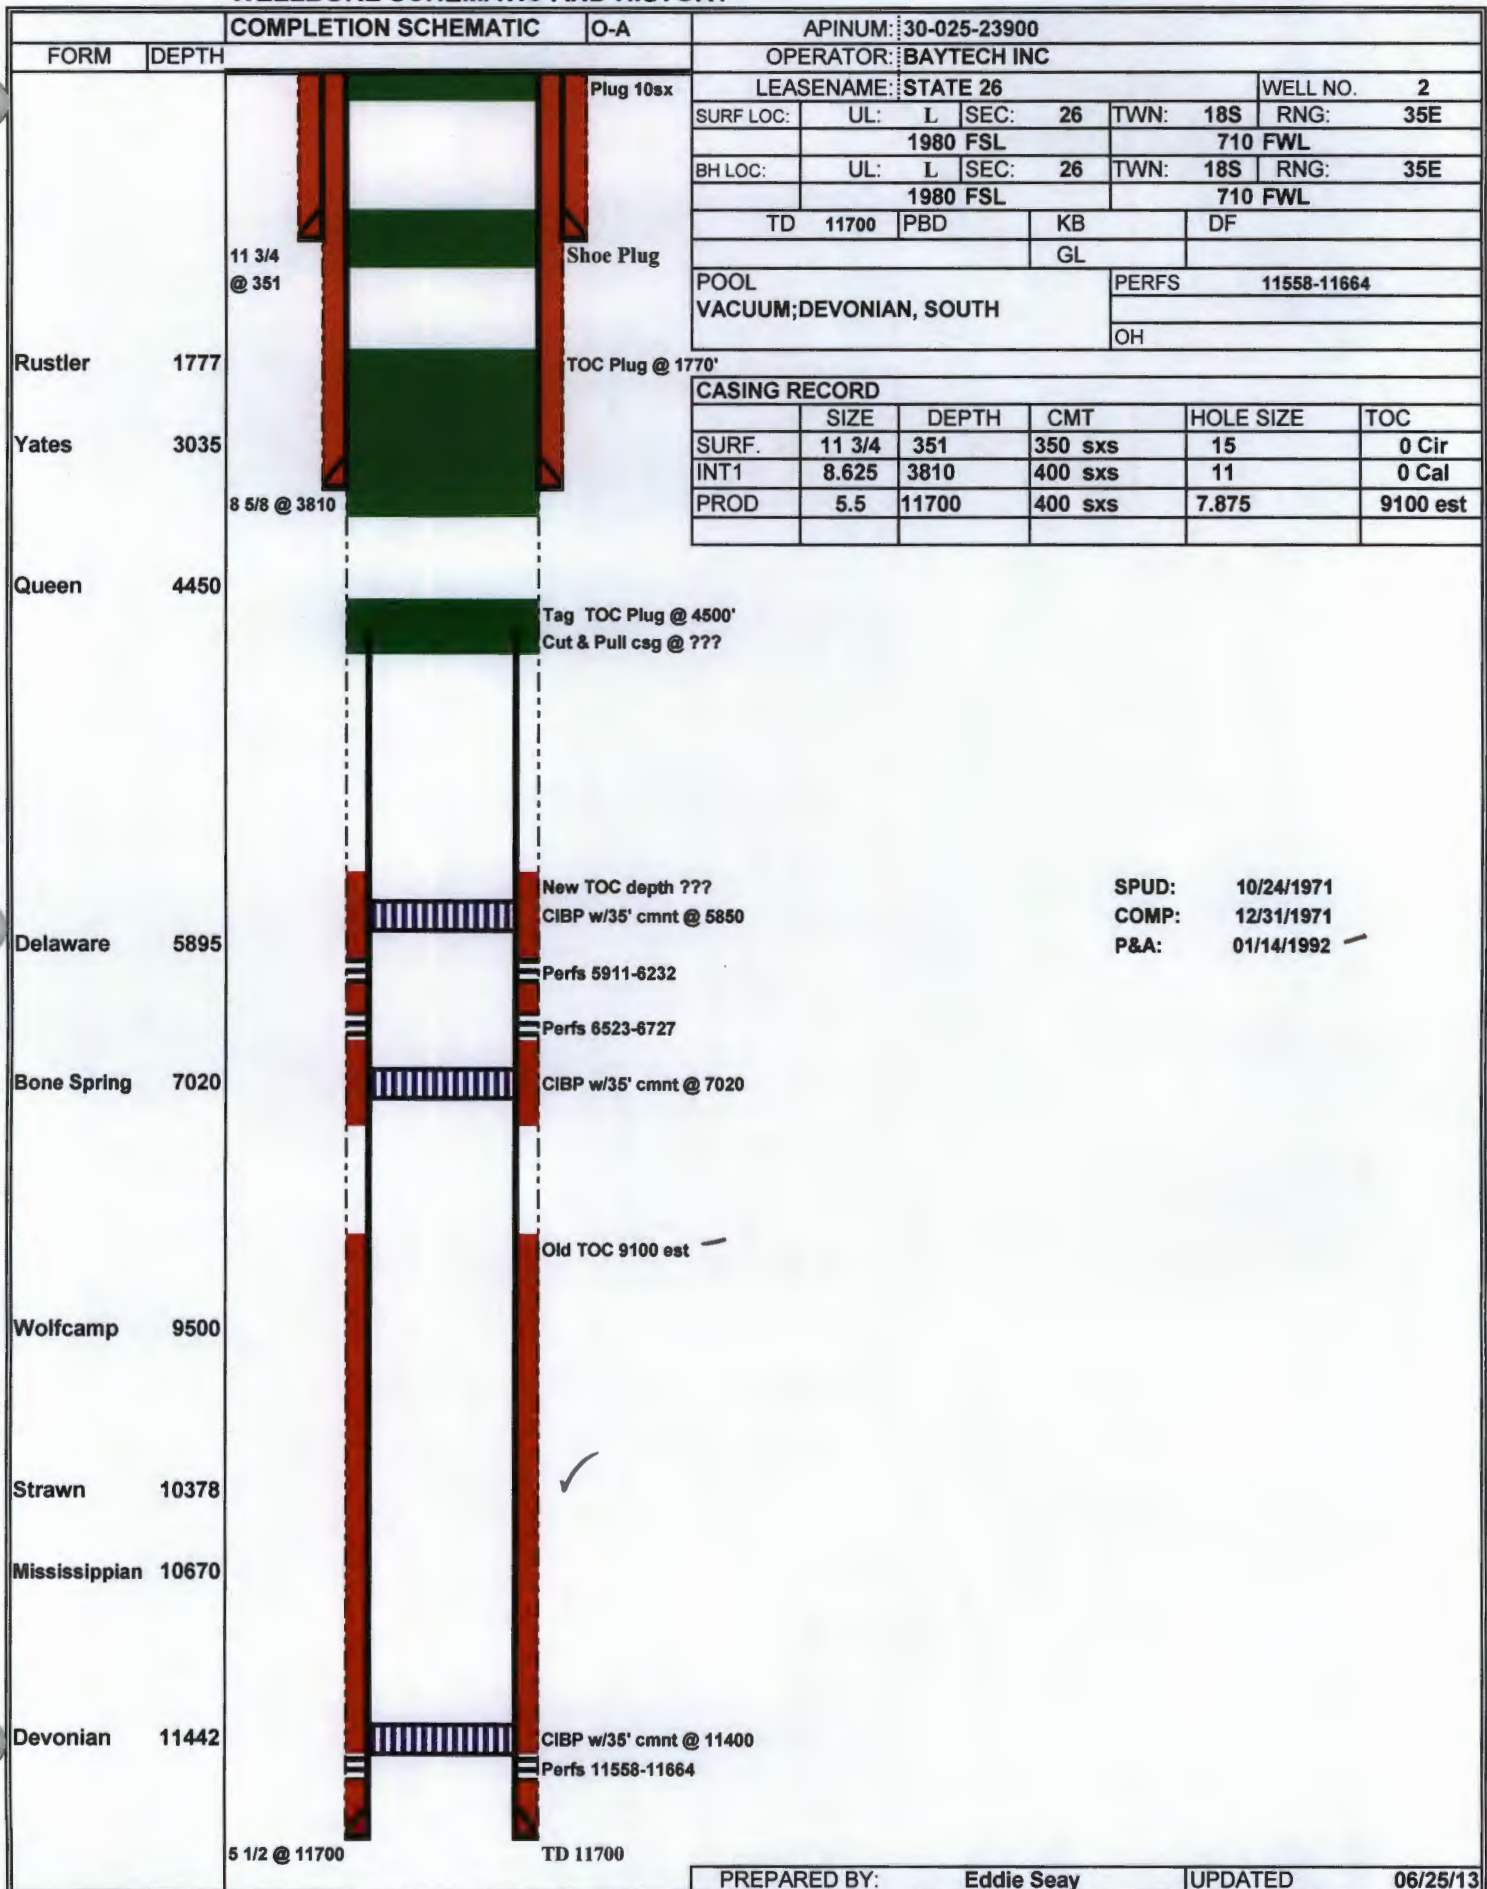 COMPLETION SCHEMATIC O-A
FORM DEPTH
APINUM: 30-025-23900
OPERATOR: BAYTECH INC
LEASENAME: STATE 26 WELL NO. 2
SURF LOC: UL: L SEC: 26 TWN: 18S RNG: 35E
1980 FSL 710 FWL
BH LOC: UL: L SEC: 26 TWN: 18S RNG: 35E
1980 FSL 710 FWL
TD 11700 PBD KB DF
GL
POOL PERFS 11558-11664
VACUUM;DEVONIAN, SOUTH
OH
CASING RECORD
SIZE DEPTH CMT HOLE SIZE TOC
SURF. 11 3/4 351 350 sxs 15 0 Cir
INT1 8.625 3810 400 sxs 11 0 Cal
PROD 5.5 11700 400 sxs 7.875 9100 est
Plug 10sx
11 3/4
@ 351
Shoe Plug
Rustler 1777
TOC Plug @ 1770'
Yates 3035
8 5/8 @ 3810
Queen 4450
Tag TOC Plug @ 4500'
Cut & Pull csg @ ???
New TOC depth ???
CIBP w/35' cmnt @ 5850
Delaware 5895
Perfs 5911-6232
Perfs 6523-6727
Bone Spring 7020
CIBP w/35' cmnt @ 7020
SPUD: 10/24/1971
COMP: 12/31/1971
P&A: 01/14/1992
Old TOC 9100 est
Wolfcamp 9500
Strawn 10378
Mississippian 10670
Devonian 11442
CIBP w/35' cmnt @ 11400
Perfs 11558-11664
5 1/2 @ 11700
TD 11700
PREPARED BY: Eddie Seay UPDATED 06/25/13